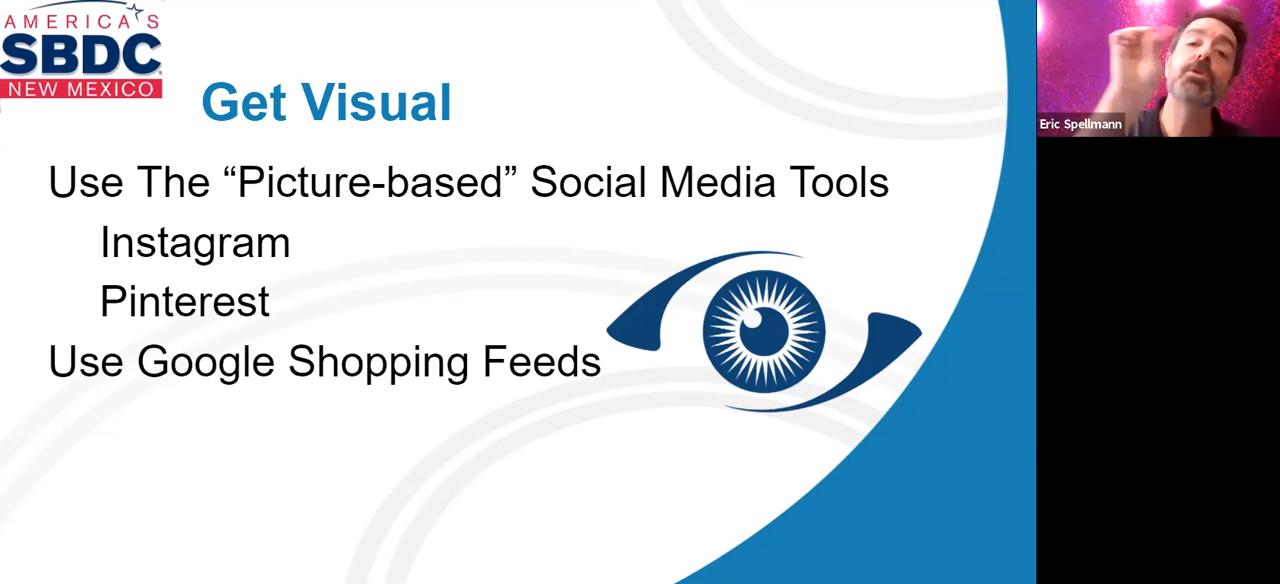 AMERICA'S
SBDC
NEW MEXICO
Get Visual
Use The “Picture-based” Social Media Tools
Instagram
Pinterest
Use Google Shopping Feeds
Eric Spellmann